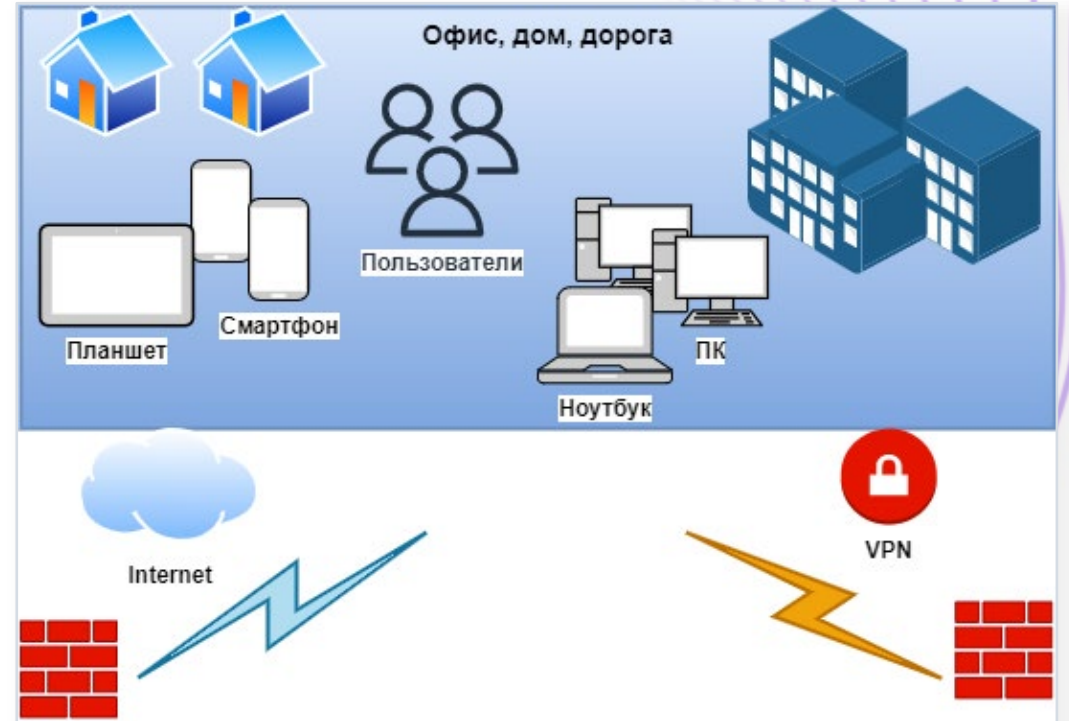 Офис, дом, дорога
Пользователи
Смартфон
Планшет
ПК
Ноутбук
VPN
Internet